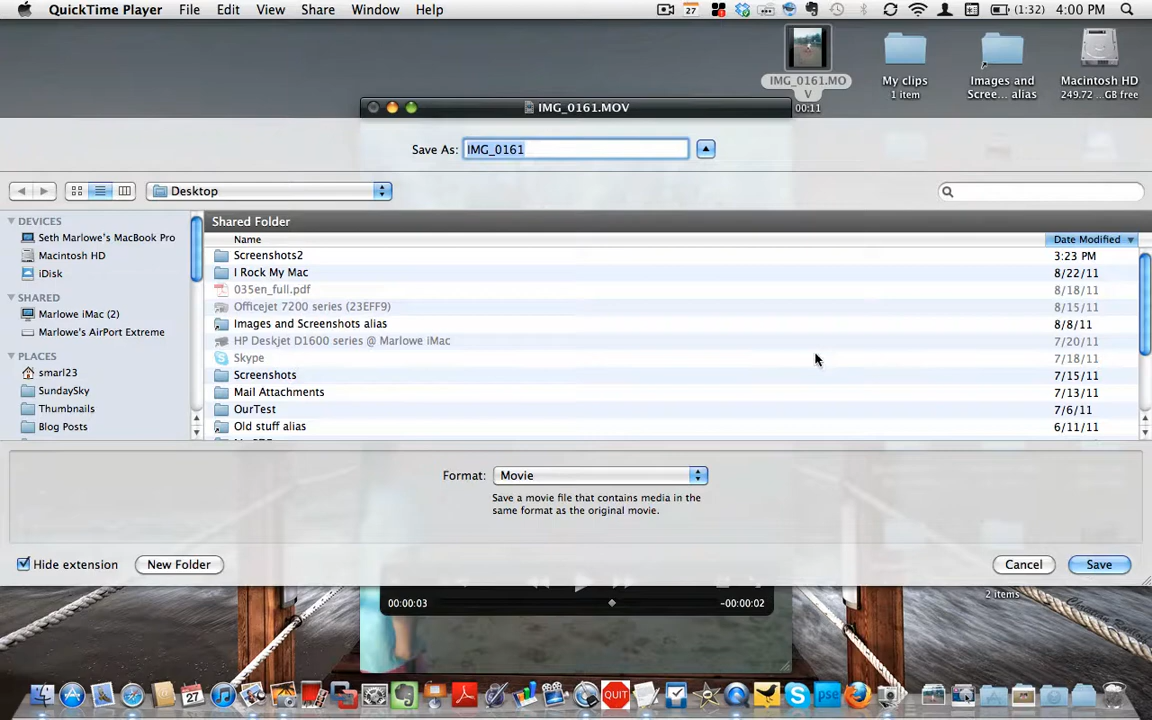 QuickTime Player File Edit View Share Window Help 27 (1:32) 4:00 PM
IMG_0161.MO
V
00:11
My clips
1 item
Images and
Scree... alias
Macintosh HD
249.72 ...GB free
IMG_0161.MOV
Save As: IMG_0161
Desktop
DEVICES
Seth Marlowe's MacBook Pro
Macintosh HD
iDisk
SHARED
Marlowe iMac (2)
Marlowe's AirPort Extreme
PLACES
smarl23
SundaySky
Thumbnails
Blog Posts
Shared Folder
Name Date Modified
Screenshots2 3:23 PM
I Rock My Mac 8/22/11
035en_full.pdf 8/18/11
Officejet 7200 series (23EFF9) 8/15/11
Images and Screenshots alias 8/8/11
HP Deskjet D1600 series @ Marlowe iMac 7/20/11
Skype 7/18/11
Screenshots 7/15/11
Mail Attachments 7/13/11
OurTest 7/6/11
Old stuff alias 6/11/11
Format: Movie
Save a movie file that contains media in the
same format as the original movie.
Hide extension New Folder Cancel Save
2 items
00:00:03 -00:00:02
27 QUIT pse